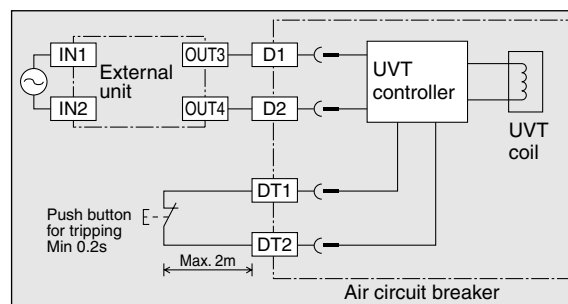 IN1
OUT3
D1
External
unit
IN2
OUT4
D2
UVT
controller
UVT
coil
DT1
Push button
for tripping
Min 0.2s
DT2
Max. 2m
Air circuit breaker